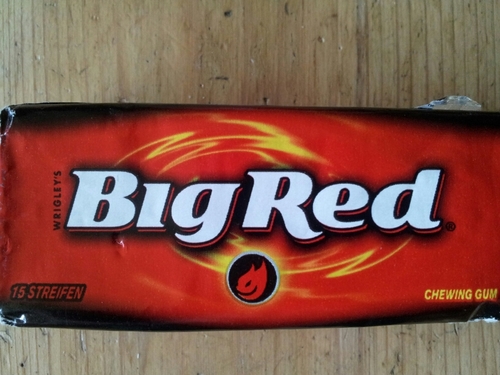 WRIGLEY'S
Big Red®
15 STREIFEN
CHEWING GUM